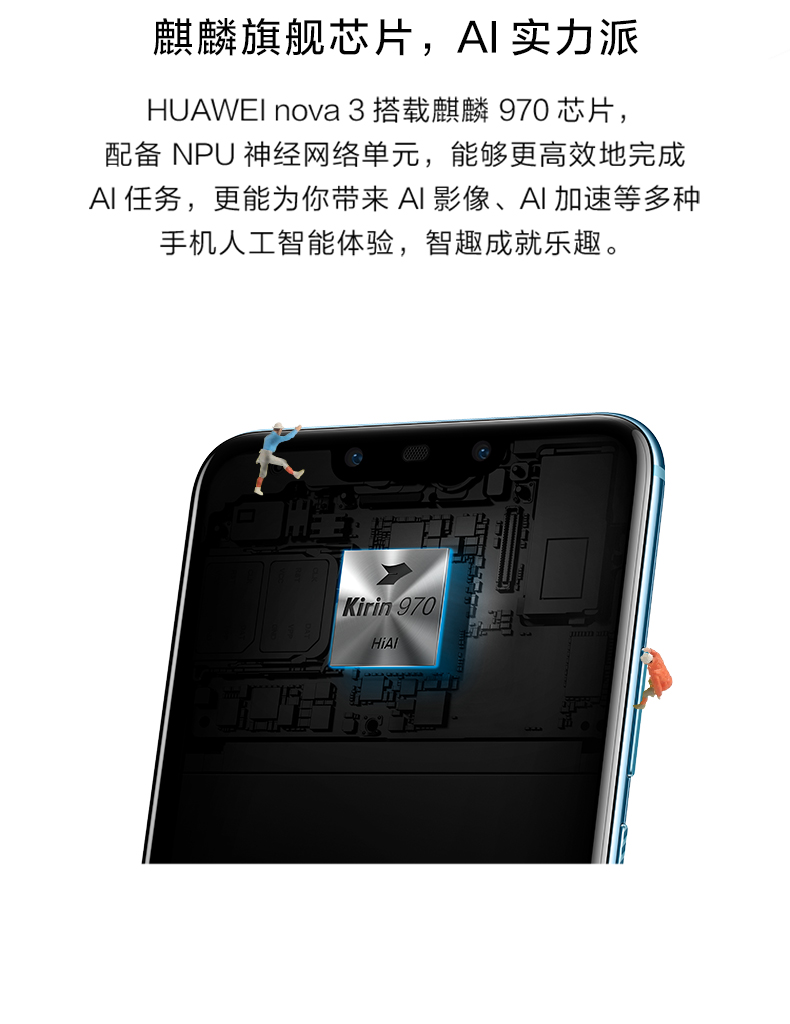 麒麟旗舰芯片，AI 实力派
HUAWEI nova 3 搭载麒麟 970 芯片，
配备 NPU 神经网络单元，能够更高效地完成
AI 任务，更能为你带来 AI 影像、AI 加速等多种
手机人工智能体验，智趣成就乐趣。
Kirin 970
HiAI